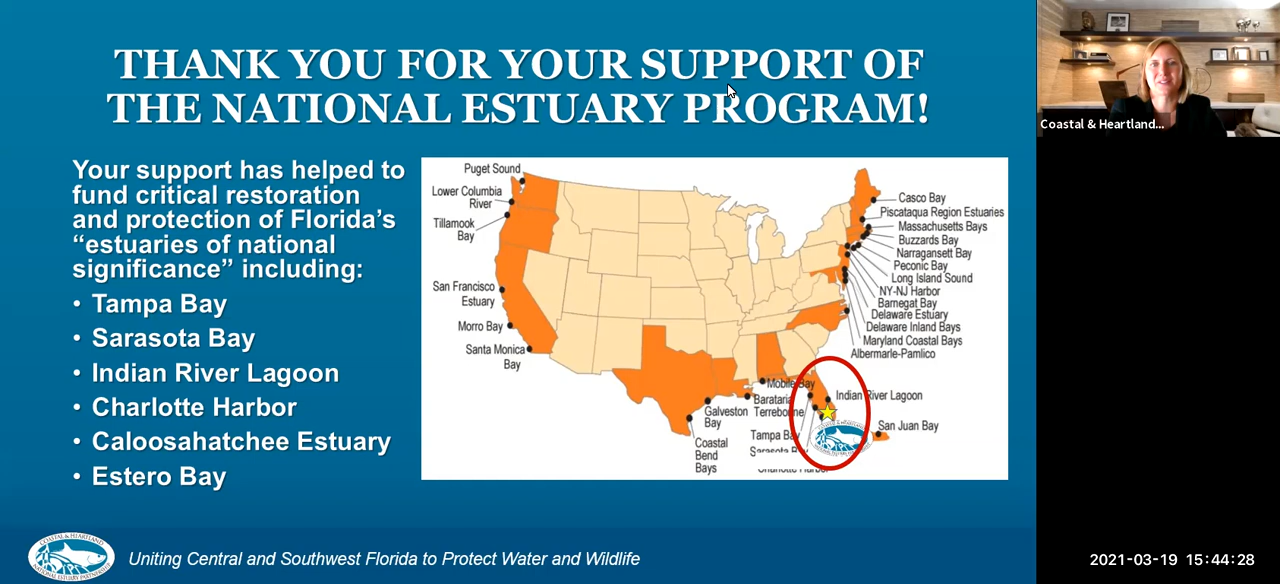 THANK YOU FOR YOUR SUPPORT OF
THE NATIONAL ESTUARY PROGRAM!
Your support has helped to
fund critical restoration
and protection of Florida's
“estuaries of national
significance” including:
• Tampa Bay
• Sarasota Bay
• Indian River Lagoon
• Charlotte Harbor
• Caloosahatchee Estuary
• Estero Bay
Puget Sound
Lower Columbia
River
Tillamook
Bay
San Francisco
Estuary
Morro Bay
Santa Monica
Bay
Casco Bay
Piscataqua Region Estuaries
Massachusetts Bays
Buzzards Bay
Narragansett Bay
Peconic Bay
Long Island Sound
NY-NJ Harbor
Barnegat Bay
Delaware Estuary
Delaware Inland Bays
Maryland Coastal Bays
Albermarle-Pamlico
Mobile Bay
Barataria
Terrebonne
Galveston
Bay
Coastal
Bend
Bays
Indian River Lagoon
San Juan Bay
Tampa Bay
Sarasota Bay
Charlotte Harbor
COASTAL & HEARTLAND
NATIONAL ESTUARY PARTNERSHIP
Uniting Central and Southwest Florida to Protect Water and Wildlife
Coastal & Heartland...
2021-03-19 15:44:28